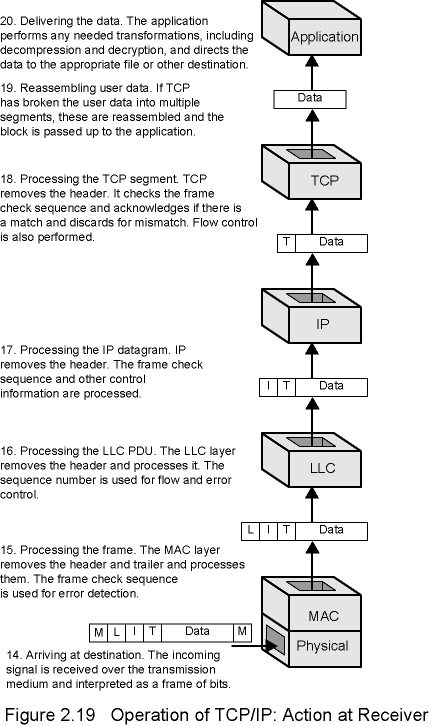 20. Delivering the data. The application
performs any needed transformations, including
decompression and decryption, and directs the
data to the appropriate file or other destination.
Application
19. Reassembling user data. If TCP
has broken the user data into multiple
segments, these are reassembled and the
block is passed up to the application.
Data
18. Processing the TCP segment. TCP
removes the header. It checks the frame
check sequence and acknowledges if there is
a match and discards for mismatch. Flow control
is also performed.
TCP
T Data
IP
17. Processing the IP datagram. IP
removes the header. The frame check
sequence and other control
information are processed.
I T Data
16. Processing the LLC PDU. The LLC layer
removes the header and processes it. The
sequence number is used for flow and error
control.
LLC
L I T Data
15. Processing the frame. The MAC layer
removes the header and trailer and processes
them. The frame check sequence
is used for error detection.
MAC
M L I T Data M
Physical
14. Arriving at destination. The incoming
signal is received over the transmission
medium and interpreted as a frame of bits.
Figure 2.19 Operation of TCP/IP: Action at Receiver